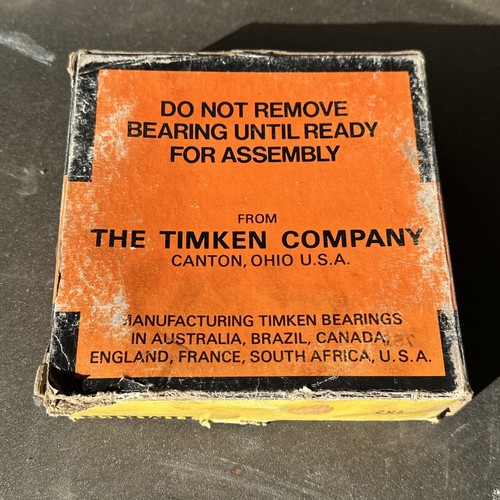 DO NOT REMOVE
BEARING UNTIL READY
FOR ASSEMBLY
FROM
THE TIMKEN COMPANY
CANTON, OHIO U.S.A.
MANUFACTURING TIMKEN BEARINGS
IN AUSTRALIA, BRAZIL, CANADA,
ENGLAND, FRANCE, SOUTH AFRICA, U.S.A.